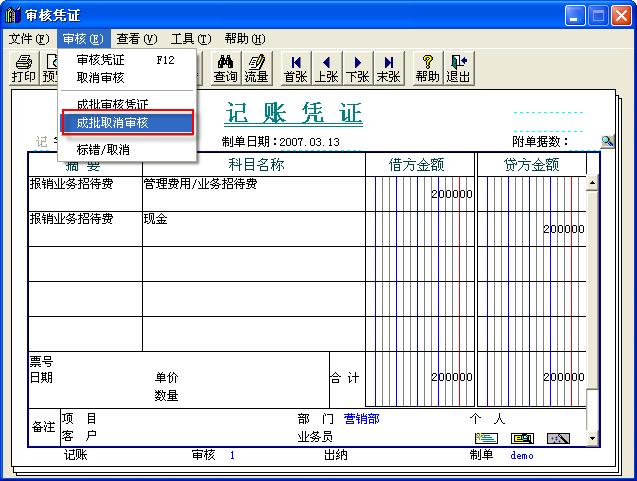 审核凭证
文件(F) 审核(E) 查看(V) 工具(T) 帮助(H)
打印 查询 流量 首张 上张 下张 末张 帮助 退出
审核凭证 F12
取消审核
成批审核凭证
成批取消审核
标错/取消
记账凭证
记 制单日期：2007.03.13 附单据数：
摘 要 科目名称 借方金额 贷方金额
报销业务招待费 管理费用/业务招待费 200000
报销业务招待费 现金 200000
票号
日期 单价 合 计 200000 200000
数量
备注 项 目 部 门 营销部 个 人
客 户 业务员
记账 审核 1 出纳 制单 demo